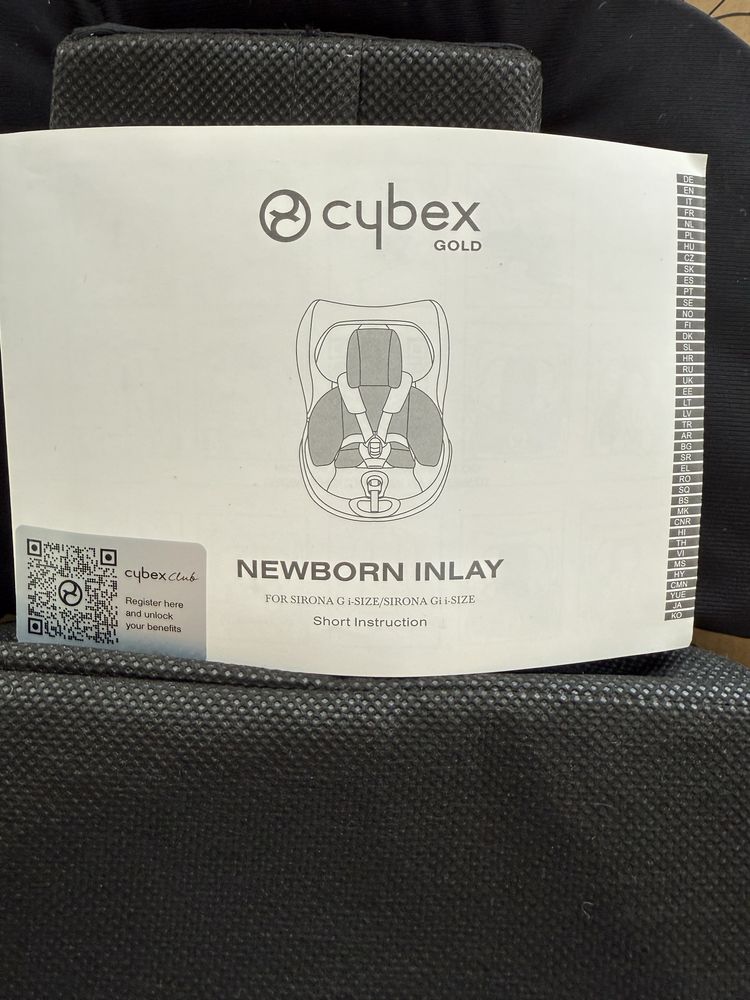 cybex
GOLD
DE
EN
IT
FR
NL
PL
HU
CZ
SK
ES
PT
SE
NO
FI
DK
SL
HR
RU
UK
EE
LT
LV
TR
AR
BG
SR
EL
RO
SQ
BS
MK
CNR
HI
TH
VI
MS
HY
CMN
YUE
JA
KO
cybex Club
Register here
and unlock
your benefits
NEWBORN INLAY
FOR SIRONA G i-SIZE/SIRONA Gi i-SIZE
Short Instruction